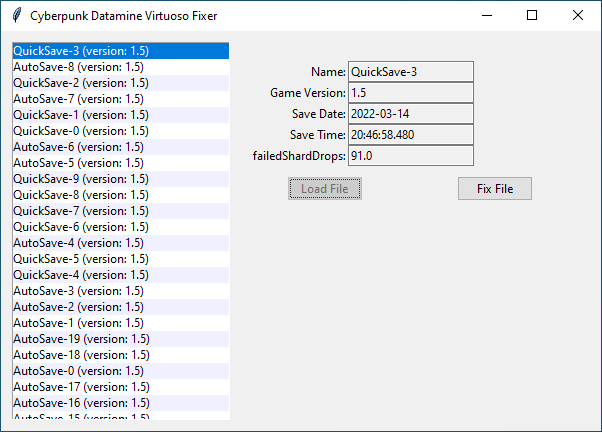 Cyberpunk Datamine Virtuoso Fixer
QuickSave-3 (version: 1.5)
AutoSave-8 (version: 1.5)
QuickSave-2 (version: 1.5)
AutoSave-7 (version: 1.5)
QuickSave-1 (version: 1.5)
QuickSave-0 (version: 1.5)
AutoSave-6 (version: 1.5)
AutoSave-5 (version: 1.5)
QuickSave-9 (version: 1.5)
QuickSave-8 (version: 1.5)
QuickSave-7 (version: 1.5)
QuickSave-6 (version: 1.5)
AutoSave-4 (version: 1.5)
QuickSave-5 (version: 1.5)
QuickSave-4 (version: 1.5)
AutoSave-3 (version: 1.5)
AutoSave-2 (version: 1.5)
AutoSave-1 (version: 1.5)
AutoSave-19 (version: 1.5)
AutoSave-18 (version: 1.5)
AutoSave-0 (version: 1.5)
AutoSave-17 (version: 1.5)
AutoSave-16 (version: 1.5)
AutoSave-15 (version: 1.5)
Name: QuickSave-3
Game Version: 1.5
Save Date: 2022-03-14
Save Time: 20:46:58.480
failedShardDrops: 91.0
Load File
Fix File